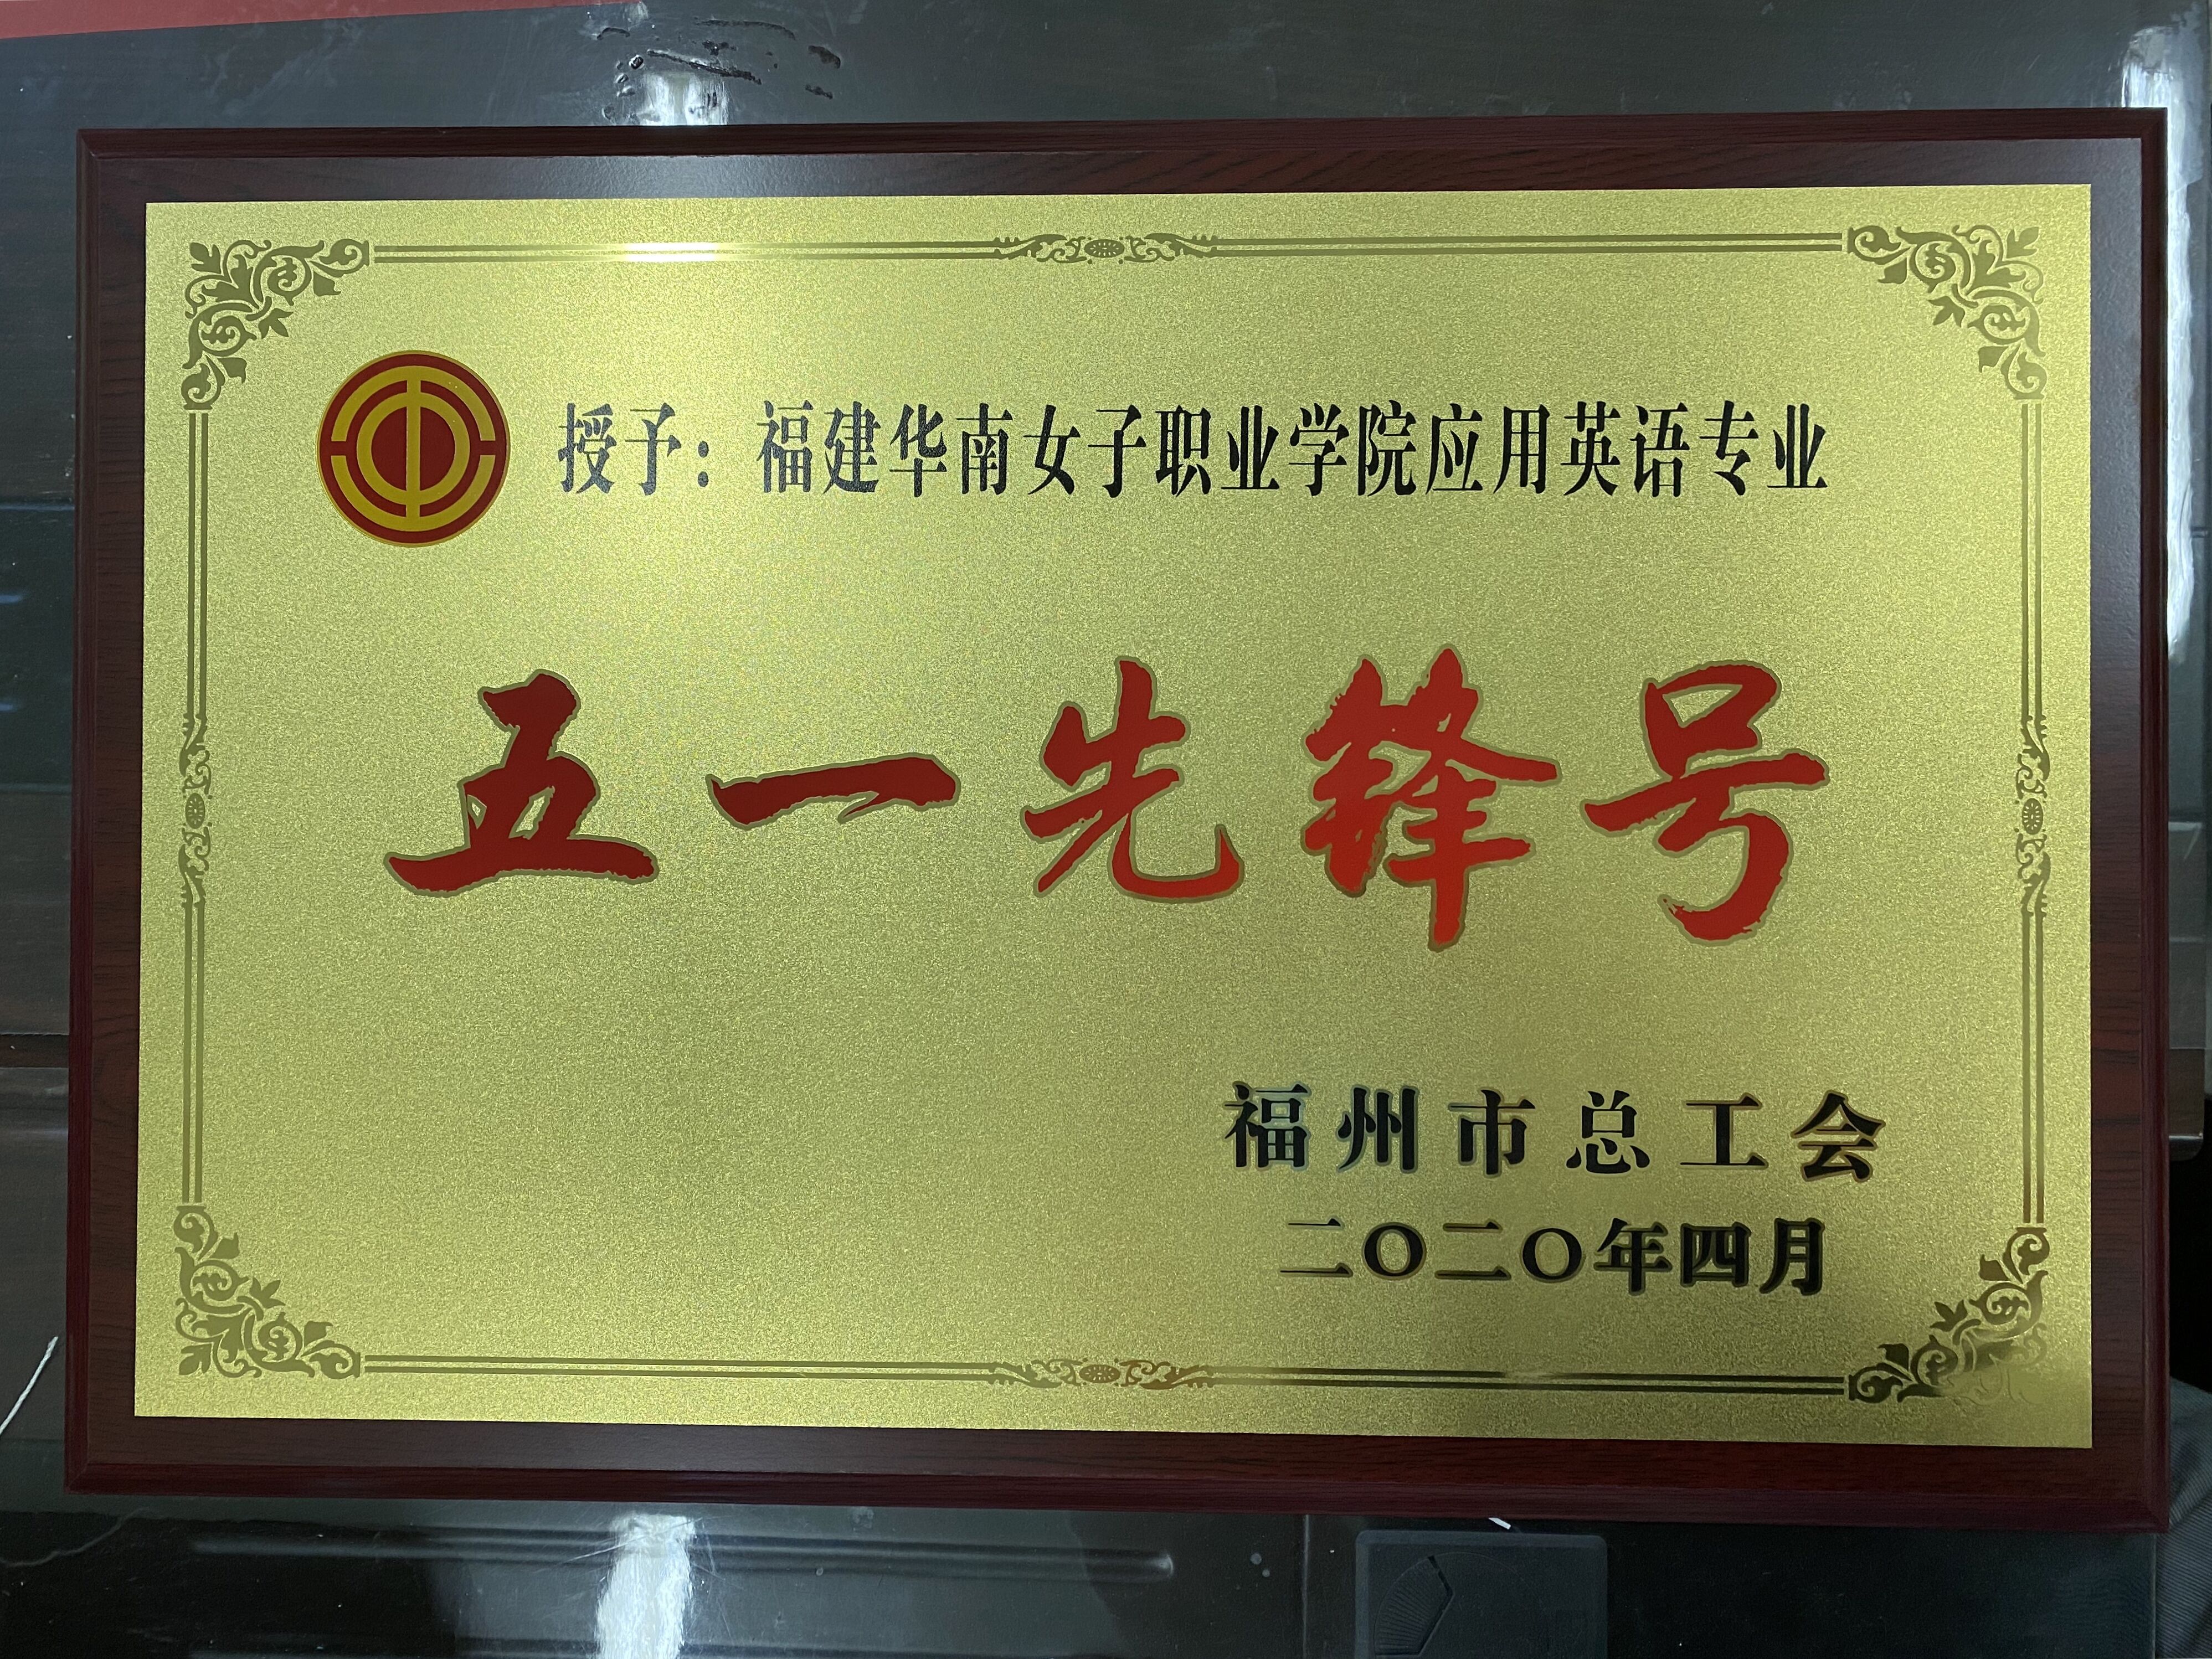 授予：福建华南女子职业学院应用英语专业
五一先锋号
福州市总工会
二〇二〇年四月